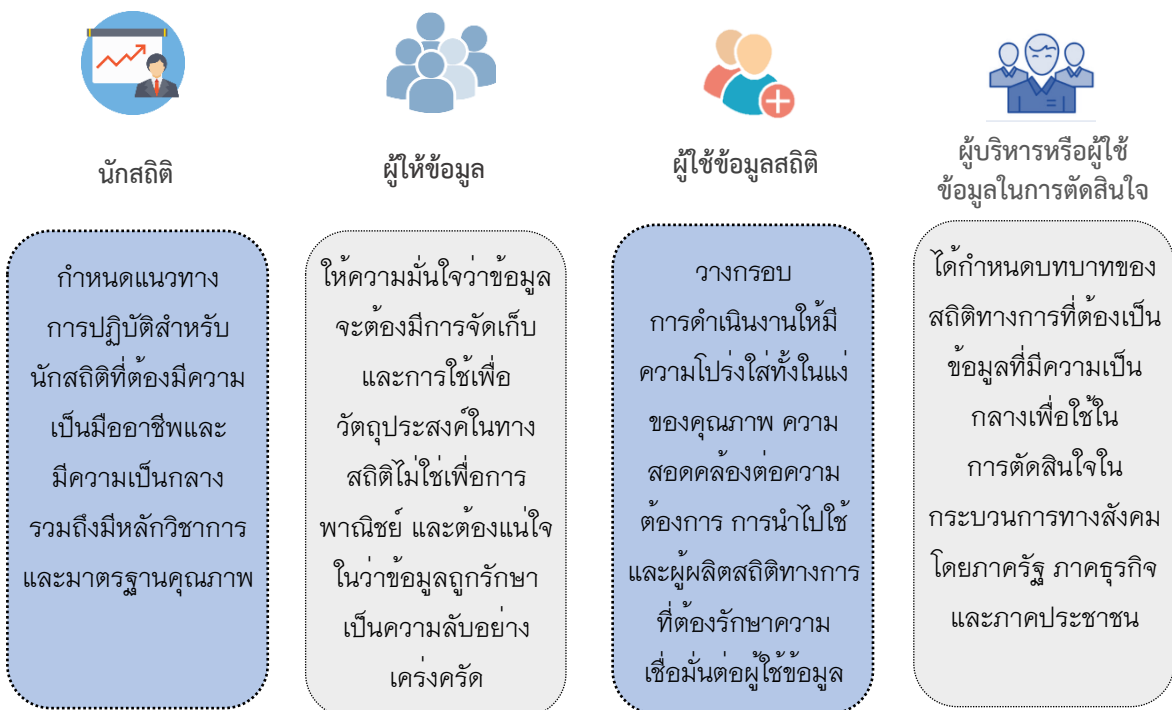 นักสถิติ
กำหนดแนวทาง
การปฏิบัติสำหรับ
นักสถิติที่ต้องมีความ
เป็นมืออาชีพและ
มีความเป็นกลาง
รวมถึงมีหลักวิชาการ
และมาตรฐานคุณภาพ
ผู้ให้ข้อมูล
ให้ความมั่นใจว่าข้อมูล
จะต้องมีการจัดเก็บ
และการใช้เพื่อ
วัตถุประสงค์ในทาง
สถิติไม่ใช่เพื่อการ
พาณิชย์ และต้องแน่ใจ
ในว่าข้อมูลถูกรักษา
เป็นความลับอย่าง
เคร่งครัด
ผู้ใช้ข้อมูลสถิติ
วางกรอบ
การดำเนินงานให้มี
ความโปร่งใส่ทั้งในแง่
ของคุณภาพ ความ
สอดคล้องต่อความ
ต้องการ การนำไปใช้
และผู้ผลิตสถิติทางการ
ที่ต้องรักษาความ
เชื่อมั่นต่อผู้ใช้ข้อมูล
ผู้บริหารหรือผู้ใช้
ข้อมูลในการตัดสินใจ
ได้กำหนดบทบาทของ
สถิติทางการที่ต้องเป็น
ข้อมูลที่มีความเป็น
กลางเพื่อใช้ใน
การตัดสินใจใน
กระบวนการทางสังคม
โดยภาครัฐ ภาคธุรกิจ
และภาคประชาชน